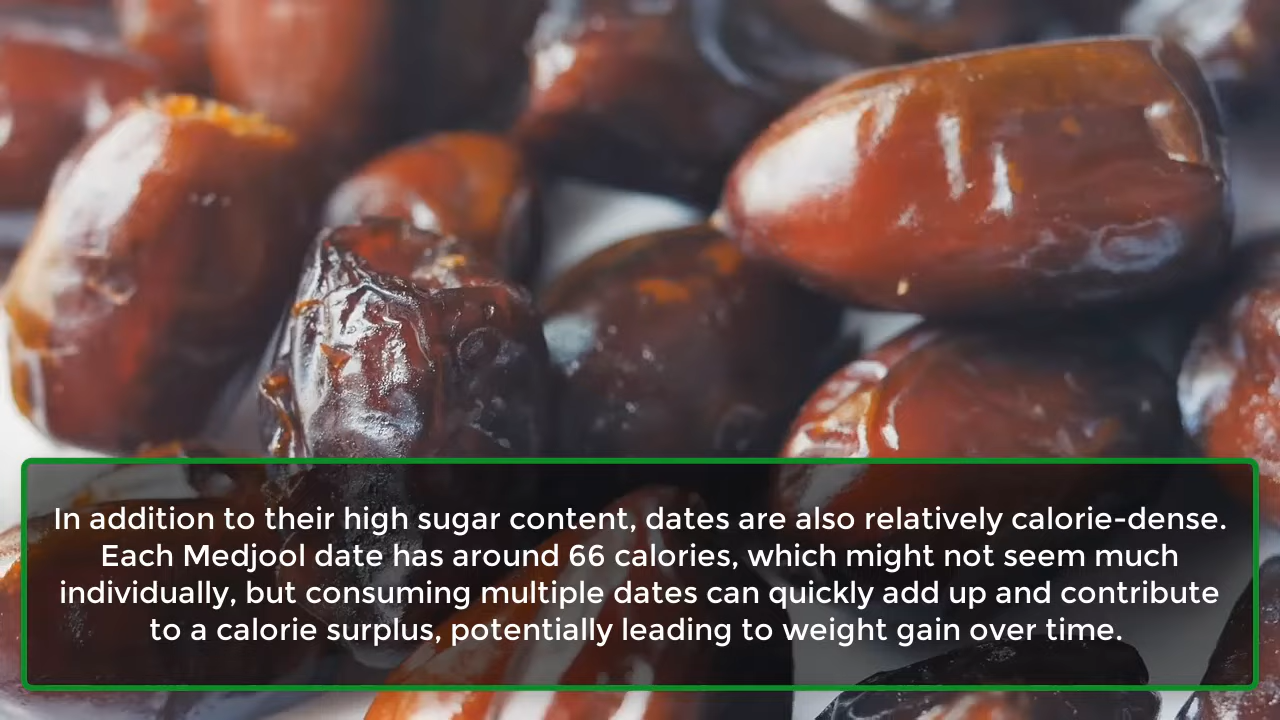 In addition to their high sugar content, dates are also relatively calorie-dense.
Each Medjool date has around 66 calories, which might not seem much
individually, but consuming multiple dates can quickly add up and contribute
to a calorie surplus, potentially leading to weight gain over time.